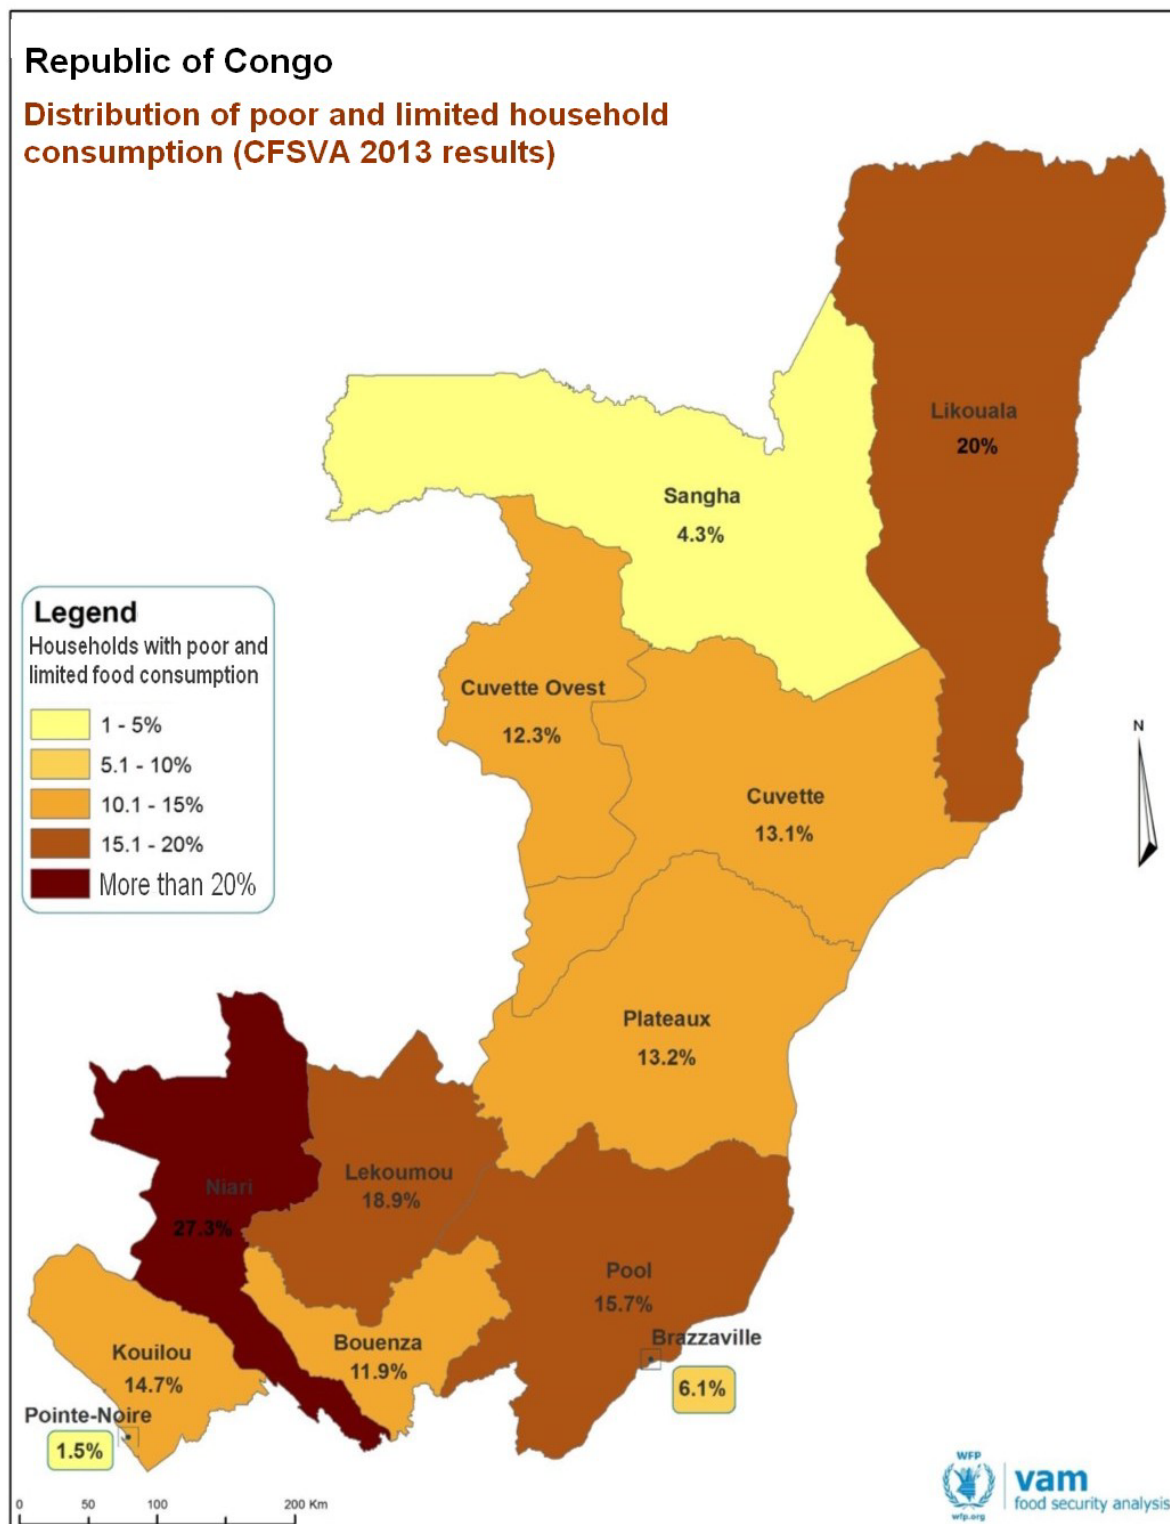 Republic of Congo
Distribution of poor and limited household
consumption (CFSVA 2013 results)
Likouala
20%
Sangha
4.3%
Legend
Households with poor and
limited food consumption
1 - 5%
5.1 - 10%
10.1 - 15%
15.1 - 20%
More than 20%
Cuvette Ovest
12.3%
N
Cuvette
13.1%
Plateaux
13.2%
Lekoumou
18.9%
Niari
27.3%
Pool
15.7%
Brazzaville
6.1%
Bouenza
11.9%
Kouilou
14.7%
Pointe-Noire
1.5%
0 50 100 200 Km
WFP
wfp.org
vam
food security analysis